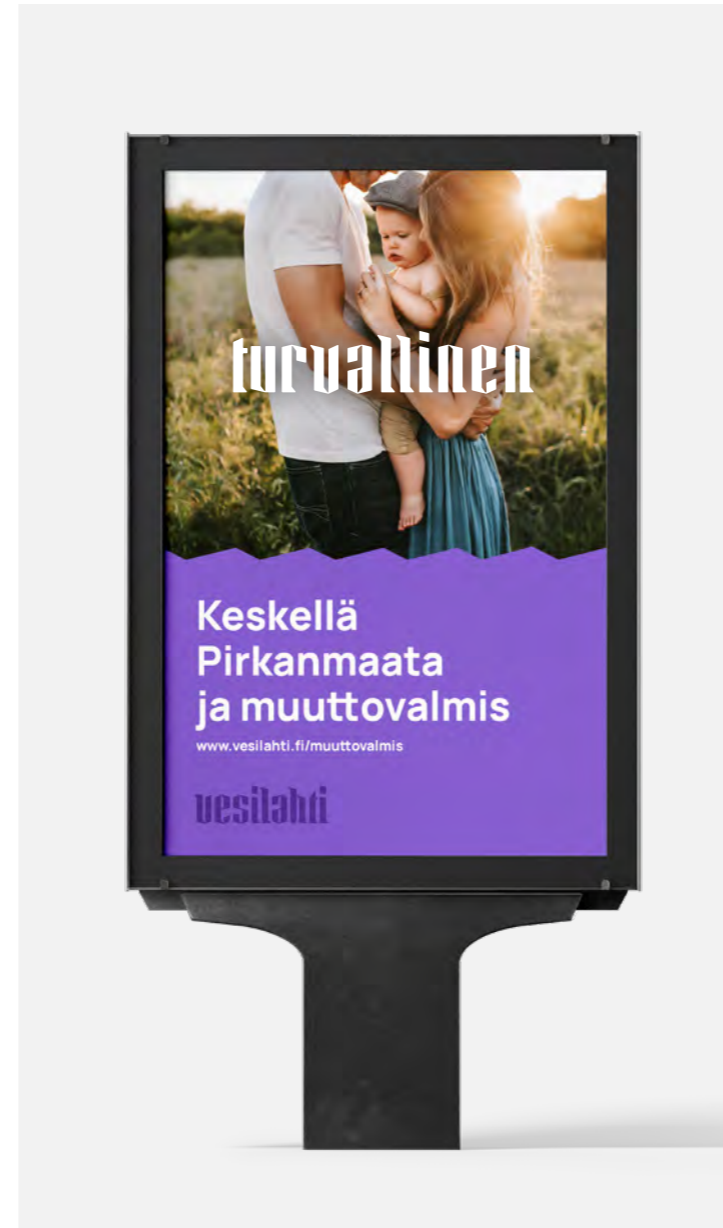 turvallinen
Keskellä
Pirkanmaata
ja muuttovalmis
www.vesilahti.fi/muuttovalmis
vesilahti